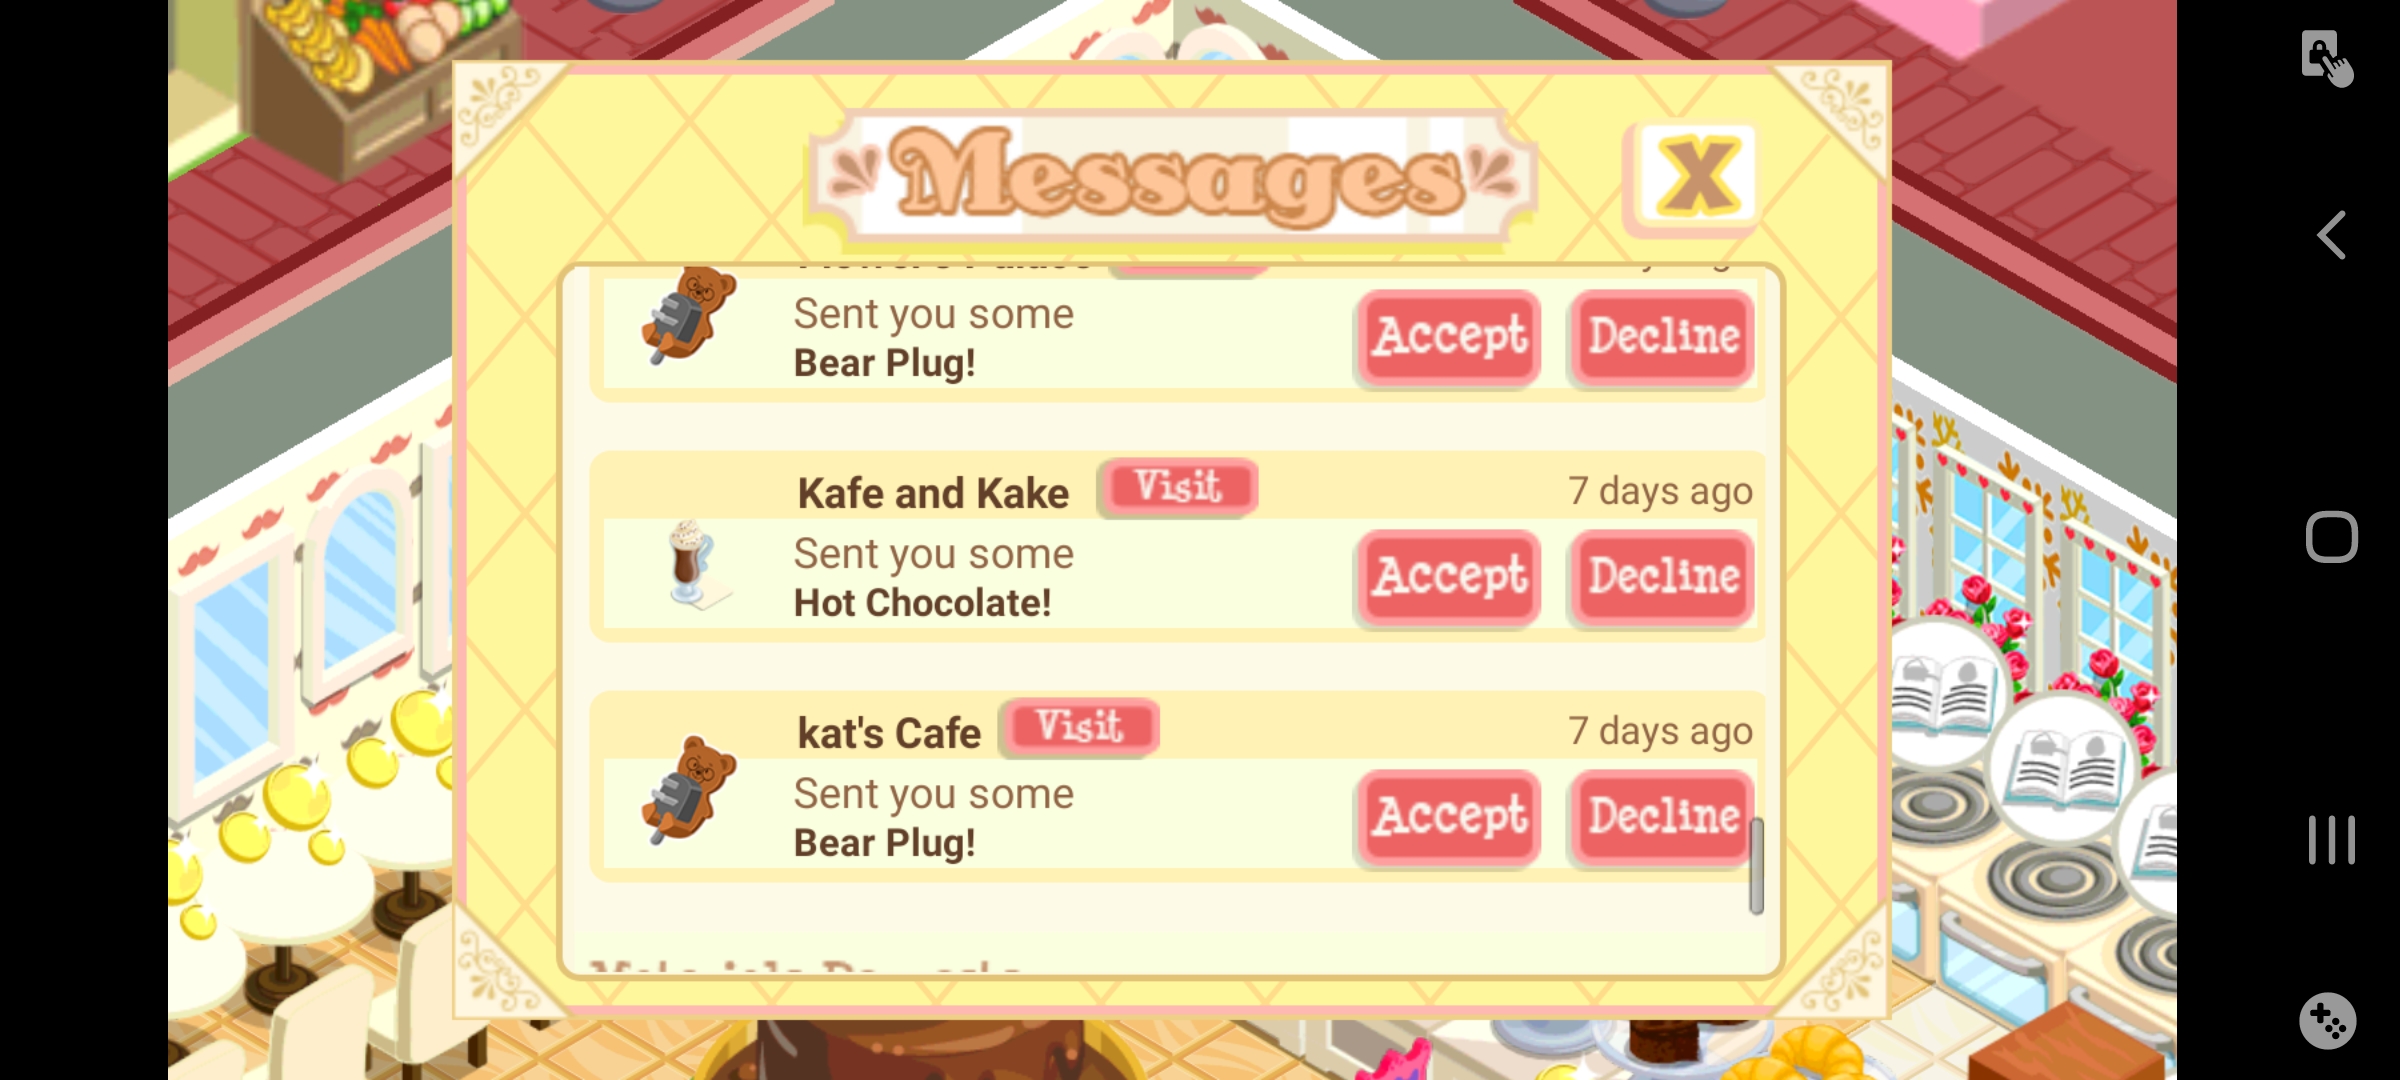 Messages
X
Sent you some
Bear Plug!
Accept
Decline
Kafe and Kake
Visit
7 days ago
Sent you some
Hot Chocolate!
Accept
Decline
kat's Cafe
Visit
7 days ago
Sent you some
Bear Plug!
Accept
Decline